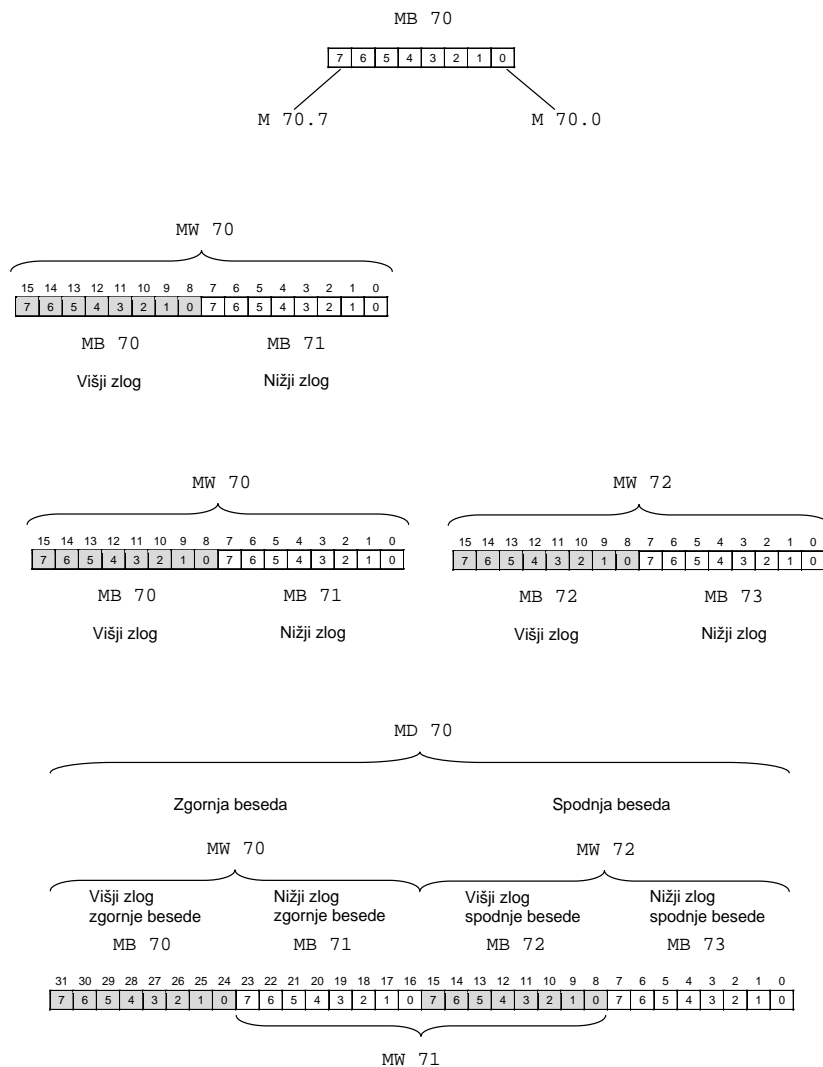 MB 70
7 6 5 4 3 2 1 0
M 70.7 M 70.0
MW 70
15 14 13 12 11 10 9 8 7 6 5 4 3 2 1 0
7 6 5 4 3 2 1 0 7 6 5 4 3 2 1 0
MB 70 MB 71
Višji zlog Nižji zlog
MW 70 MW 72
15 14 13 12 11 10 9 8 7 6 5 4 3 2 1 0 15 14 13 12 11 10 9 8 7 6 5 4 3 2 1 0
7 6 5 4 3 2 1 0 7 6 5 4 3 2 1 0 7 6 5 4 3 2 1 0 7 6 5 4 3 2 1 0
MB 70 MB 71 MB 72 MB 73
Višji zlog Nižji zlog Višji zlog Nižji zlog
MD 70
Zgornja beseda Spodnja beseda
MW 70 MW 72
Višji zlog Nižji zlog Višji zlog Nižji zlog
zgornje besede zgornje besede spodnje besede spodnje besede
MB 70 MB 71 MB 72 MB 73
31 30 29 28 27 26 25 24 23 22 21 20 19 18 17 16 15 14 13 12 11 10 9 8 7 6 5 4 3 2 1 0
7 6 5 4 3 2 1 0 7 6 5 4 3 2 1 0 7 6 5 4 3 2 1 0 7 6 5 4 3 2 1 0
MW 71